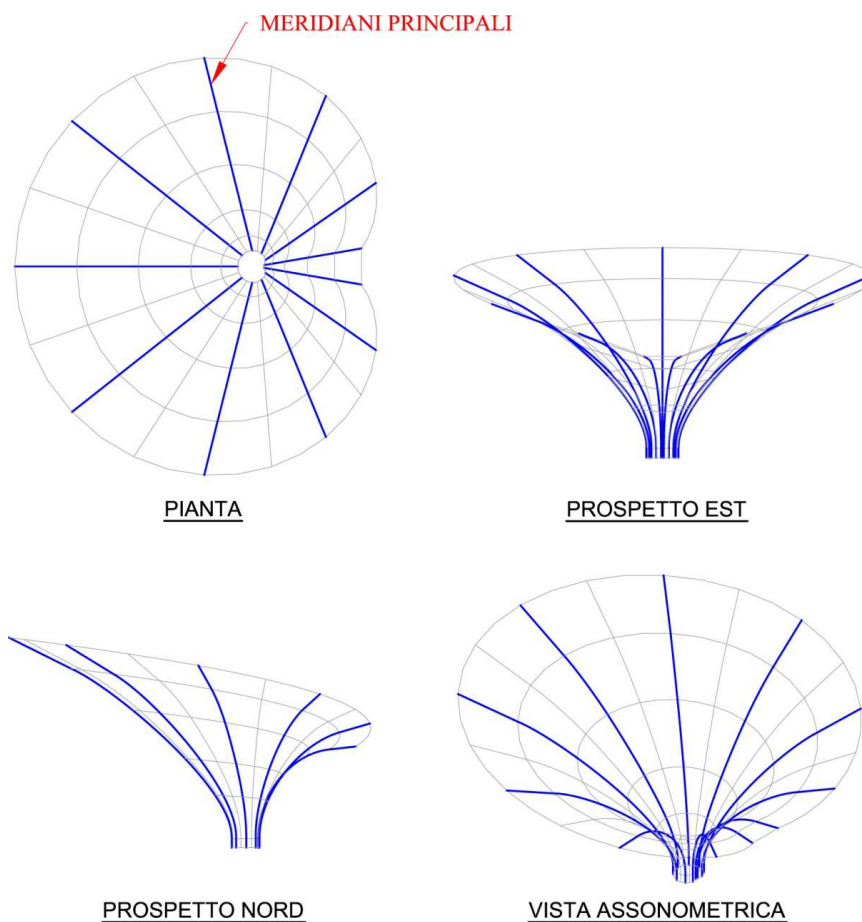 MERIDIANI PRINCIPALI
PIANTA
PROSPETTO EST
PROSPETTO NORD
VISTA ASSONOMETRICA